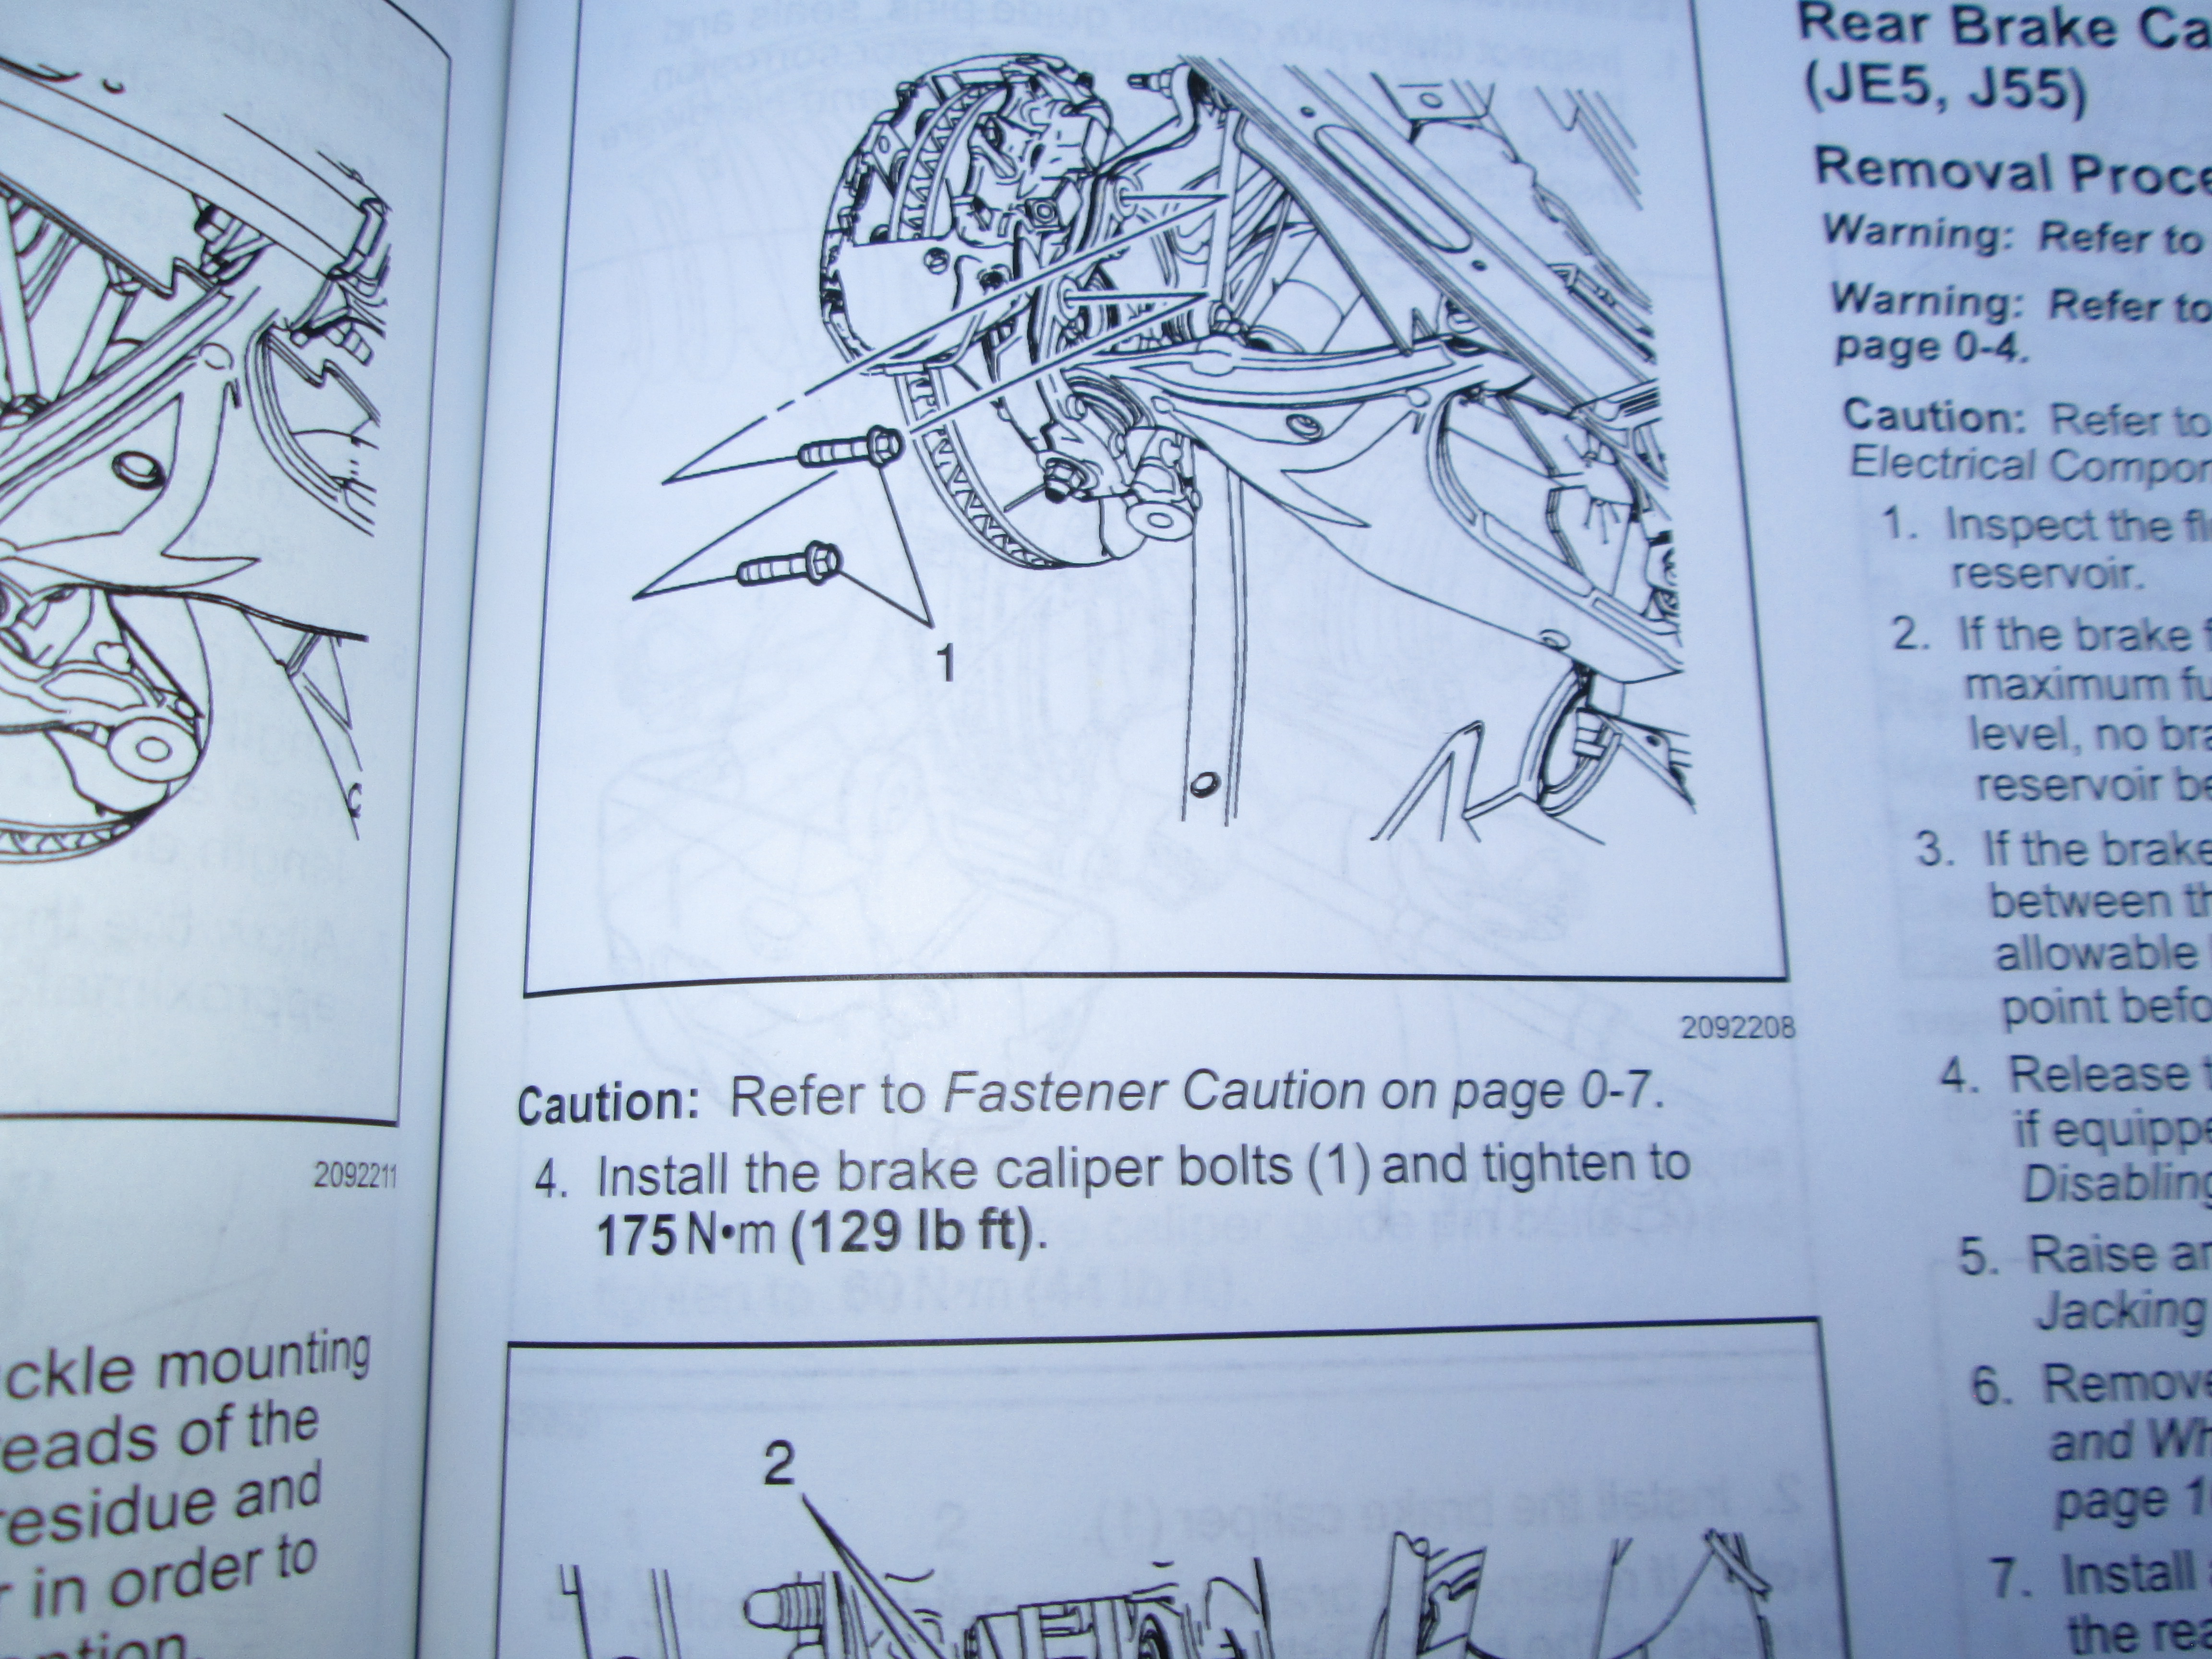 2092211
ckle mounting
eads of the
residue and
r in order to
1
2092208
Caution: Refer to Fastener Caution on page 0-7.
4. Install the brake caliper bolts (1) and tighten to
175 N•m (129 lb ft).
2
Rear Brake Ca
(JE5, J55)
Removal Proce
Warning: Refer to
Warning: Refer to
page 0-4.
Caution: Refer to
Electrical Compon
1. Inspect the fl
reservoir.
2. If the brake f
maximum fu
level, no bra
reservoir be
3. If the brake
between th
allowable
point befo
4. Release t
if equippe
Disabling
5. Raise an
Jacking
6. Remove
and Wh
page 1
7. Install
the rea